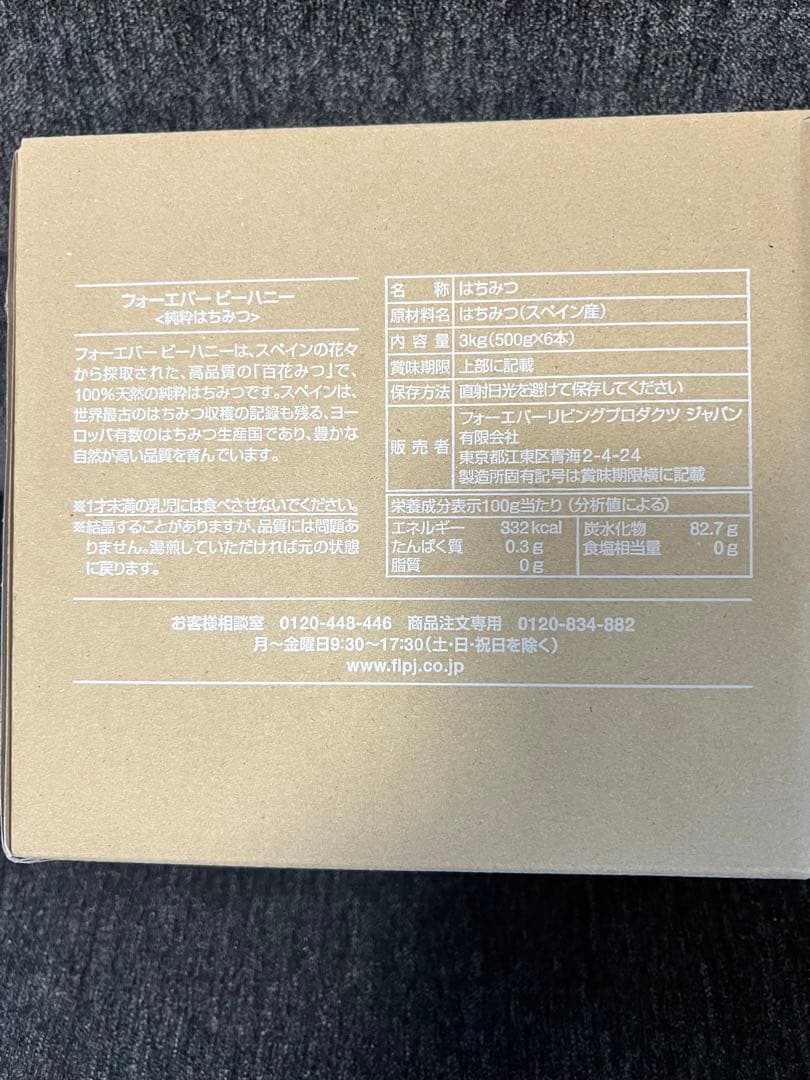 フォーエバー ビーハニー
<純粋はちみつ>
フォーエバー ビーハニーは、スペインの花々
から採取された、高品質の「百花みつ」で、
100%天然の純粋はちみつです。スペインは、
世界最古のはちみつ収穫の記録も残る、ヨー
ロッパ有数のはちみつ生産国であり、豊かな
自然が高い品質を育んでいます。
※1才未満の乳児には食べさせないでください。
※結晶することがありますが、品質には問題あ
りません。湯煎していただければ元の状態
に戻ります。
名 称 はちみつ
原材料名 はちみつ(スペイン産)
内 容 量 3kg(500g×6本)
賞味期限 上部に記載
保存方法 直射日光を避けて保存してください
販 売 者 フォーエバーリビングプロダクツ ジャパン
有限会社
東京都江東区青海2-4-24
製造所固有記号は賞味期限横に記載
栄養成分表示100g当たり(分析値による)
エネルギー 332kcal 炭水化物 82.7g
たんぱく質 0.3g 食塩相当量 0g
脂質 0g
お客様相談室 0120-448-446 商品注文専用 0120-834-882
月～金曜日9:30～17:30(土・日・祝日を除く)
www.flpj.co.jp